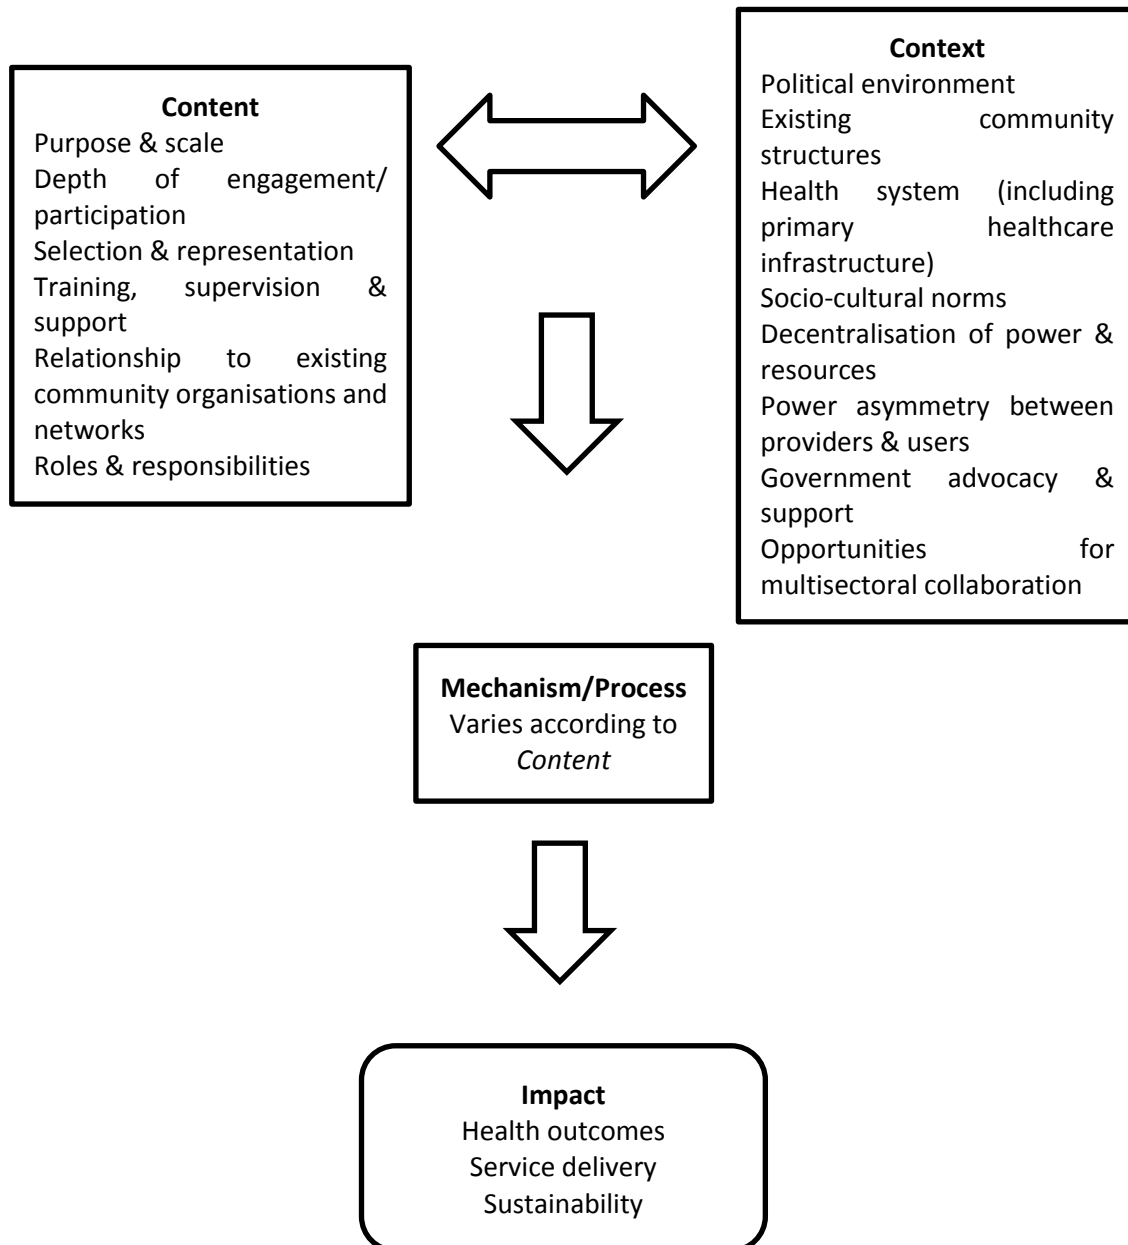 Content
Purpose & scale
Depth of engagement/
participation
Selection & representation
Training, supervision &
support
Relationship to existing
community organisations and
networks
Roles & responsibilities
Context
Political environment
Existing community
structures
Health system (including
primary healthcare
infrastructure)
Socio-cultural norms
Decentralisation of power &
resources
Power asymmetry between
providers & users
Government advocacy &
support
Opportunities for
multisectoral collaboration
Mechanism/Process
Varies according to
Content
Impact
Health outcomes
Service delivery
Sustainability